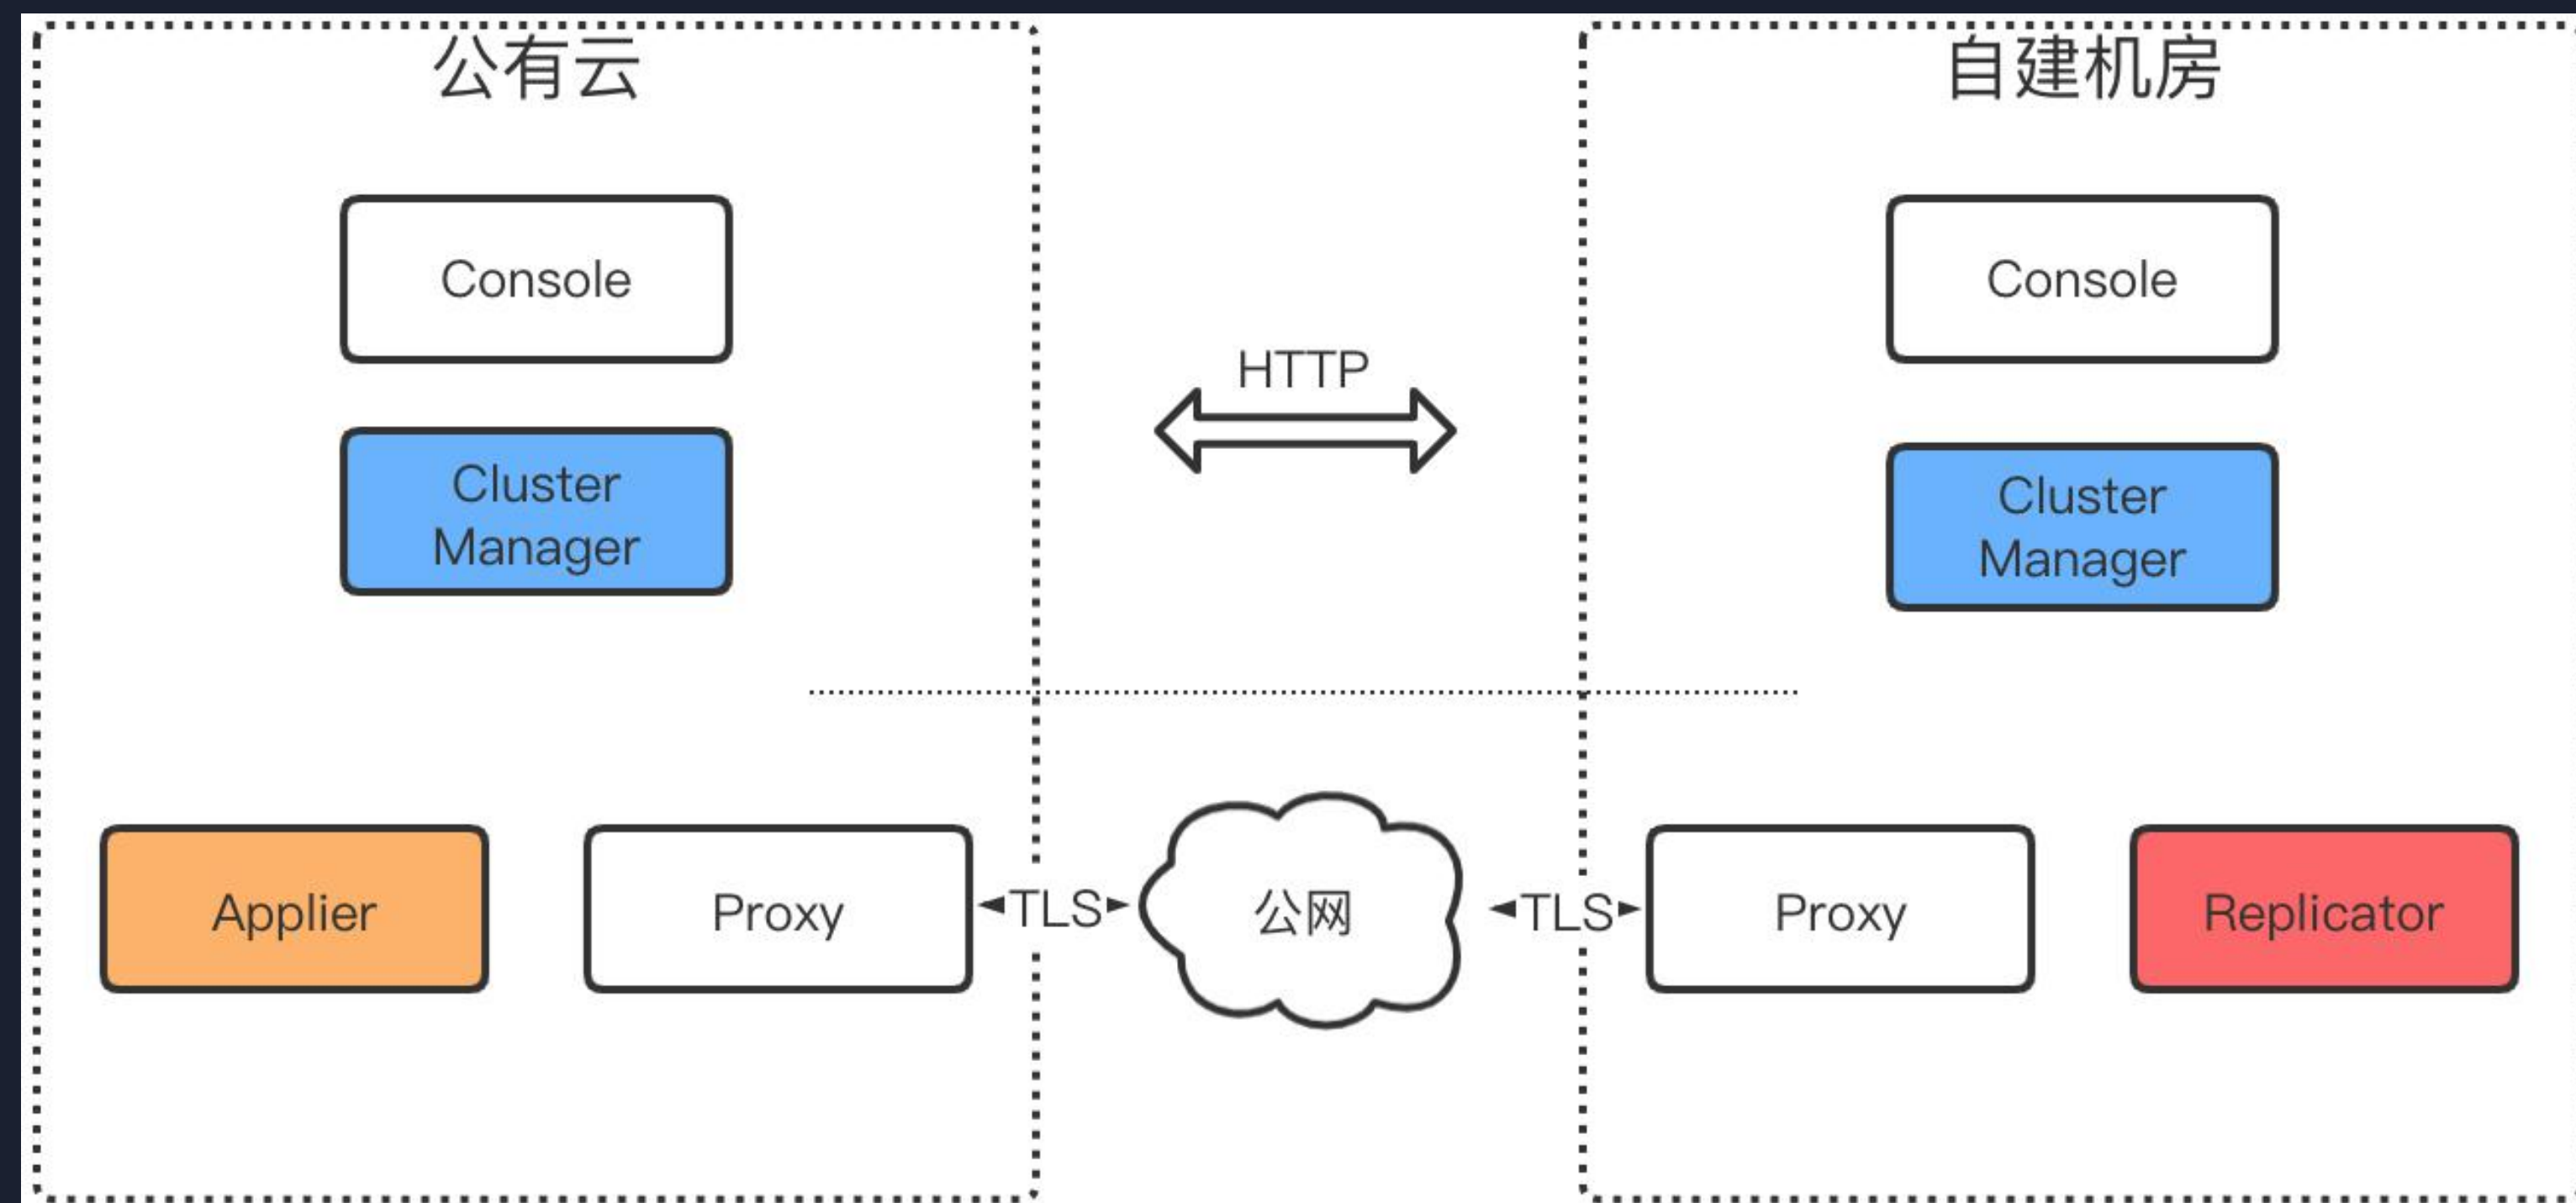 公有云
自建机房
Console
Console
HTTP
Cluster
Manager
Cluster
Manager
Applier
Proxy
TLS
公网
TLS
Proxy
Replicator